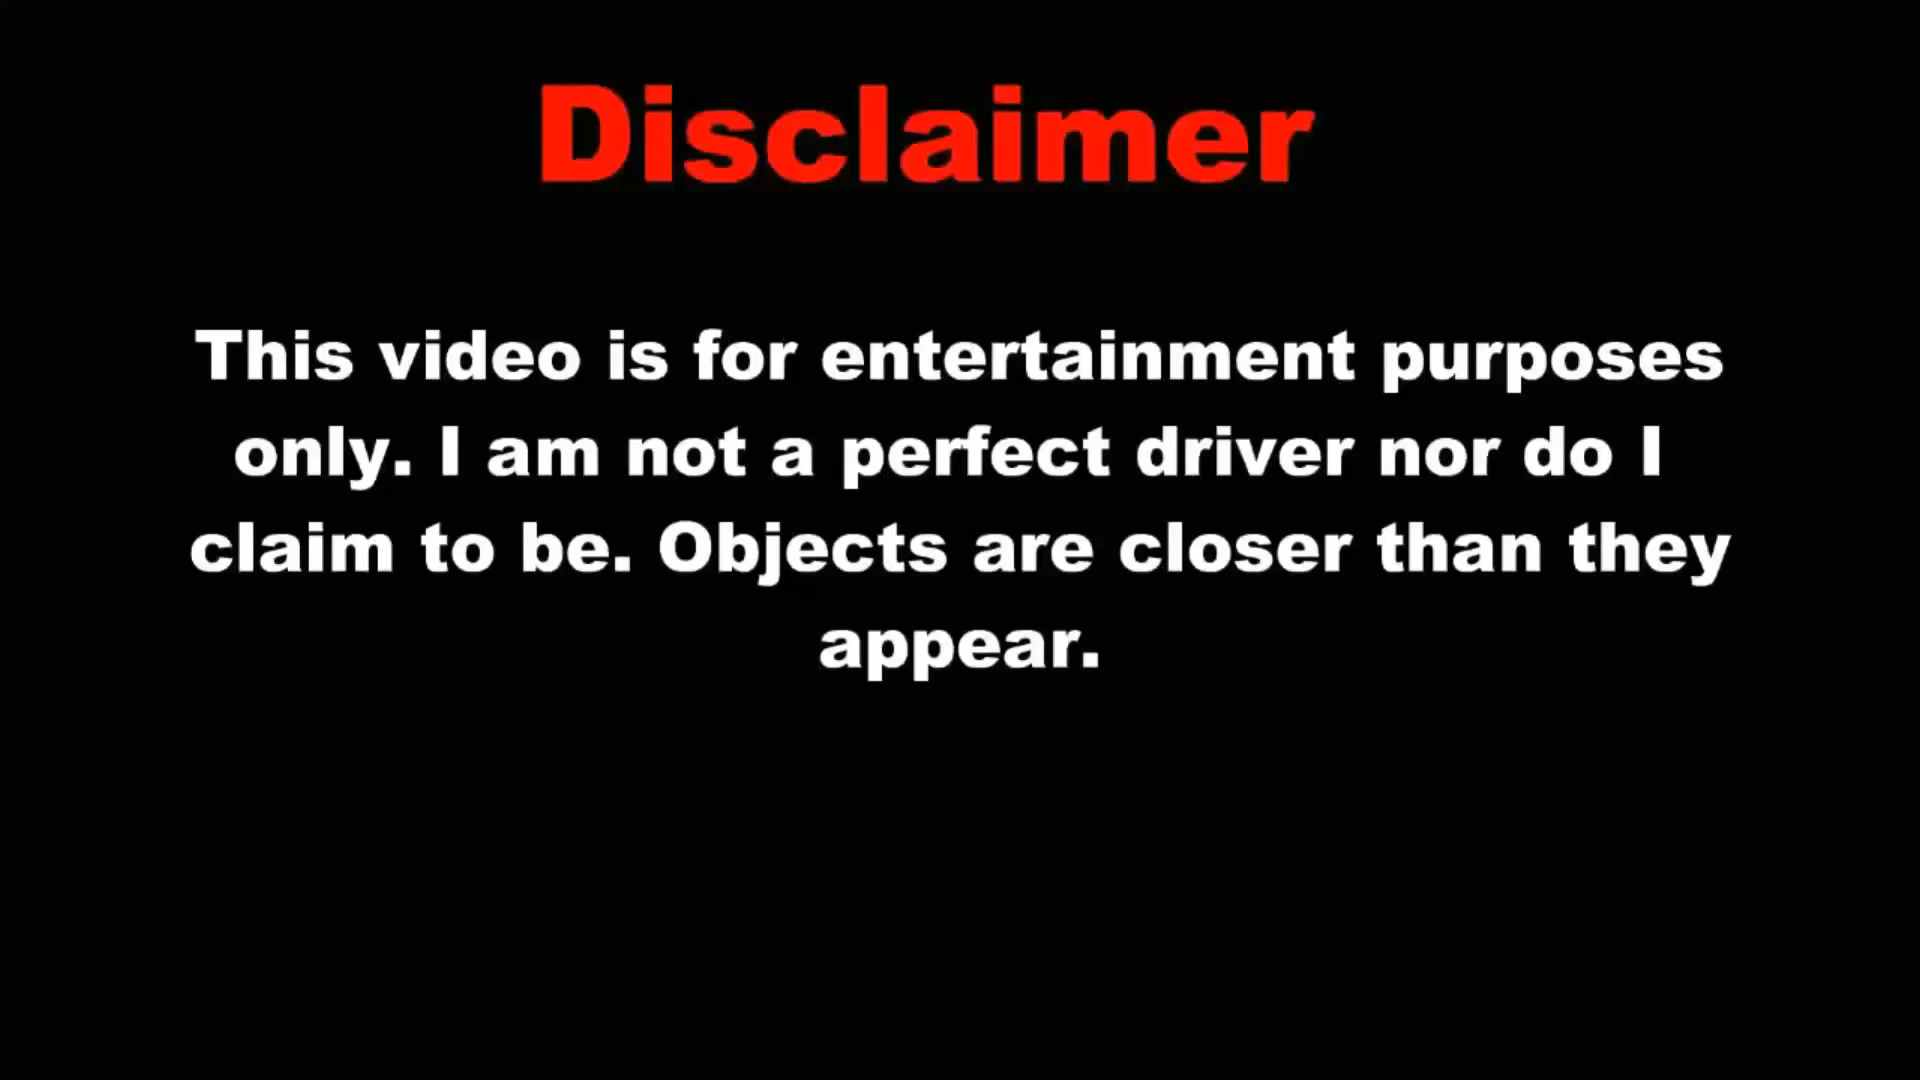 Disclaimer
This video is for entertainment purposes
only. I am not a perfect driver nor do I
claim to be. Objects are closer than they
appear.